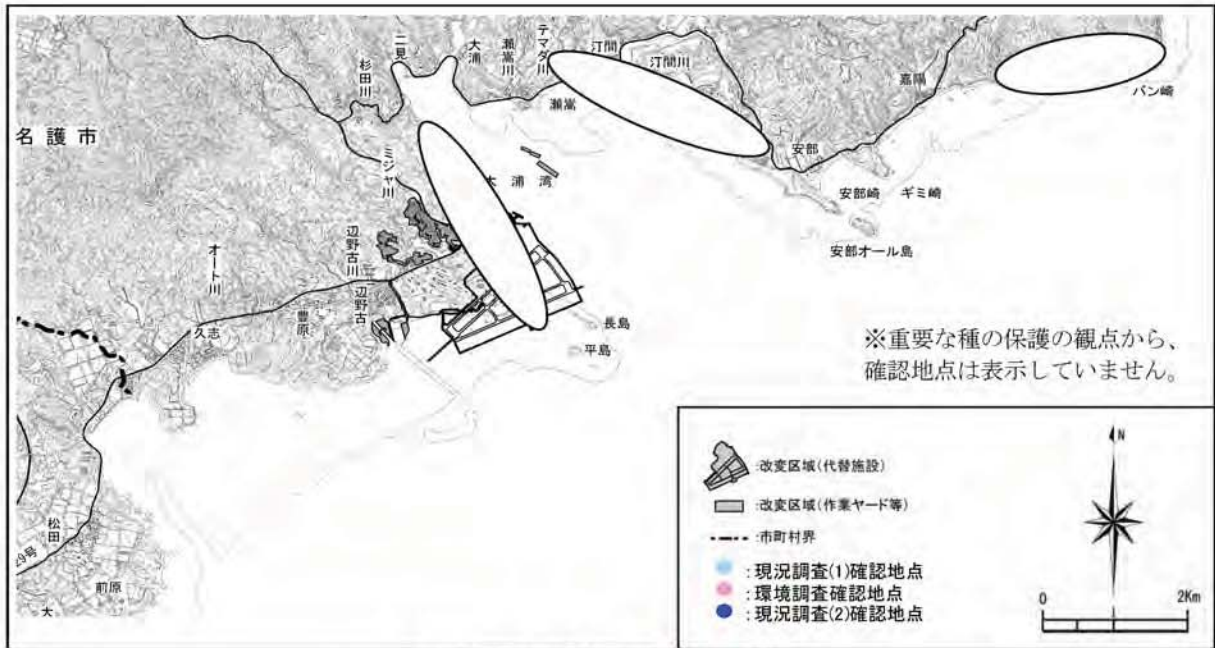 二見
大浦
瀬嵩川
テマダ川
汀間
汀間川
杉田川
瀬嵩
嘉陽
バン崎
名護市
ミジャ川
大浦湾
安部
安部崎
ギミ崎
安部オール島
辺野古川
辺野古
オート川
豊原
久志
長島
平島
※重要な種の保護の観点から、
確認地点は表示していません。
松田
29号
前原
大
:改変区域(代替施設)
:改変区域(作業ヤード等)
:市町村界
:現況調査(1)確認地点
:環境調査確認地点
:現況調査(2)確認地点
N
0 2Km